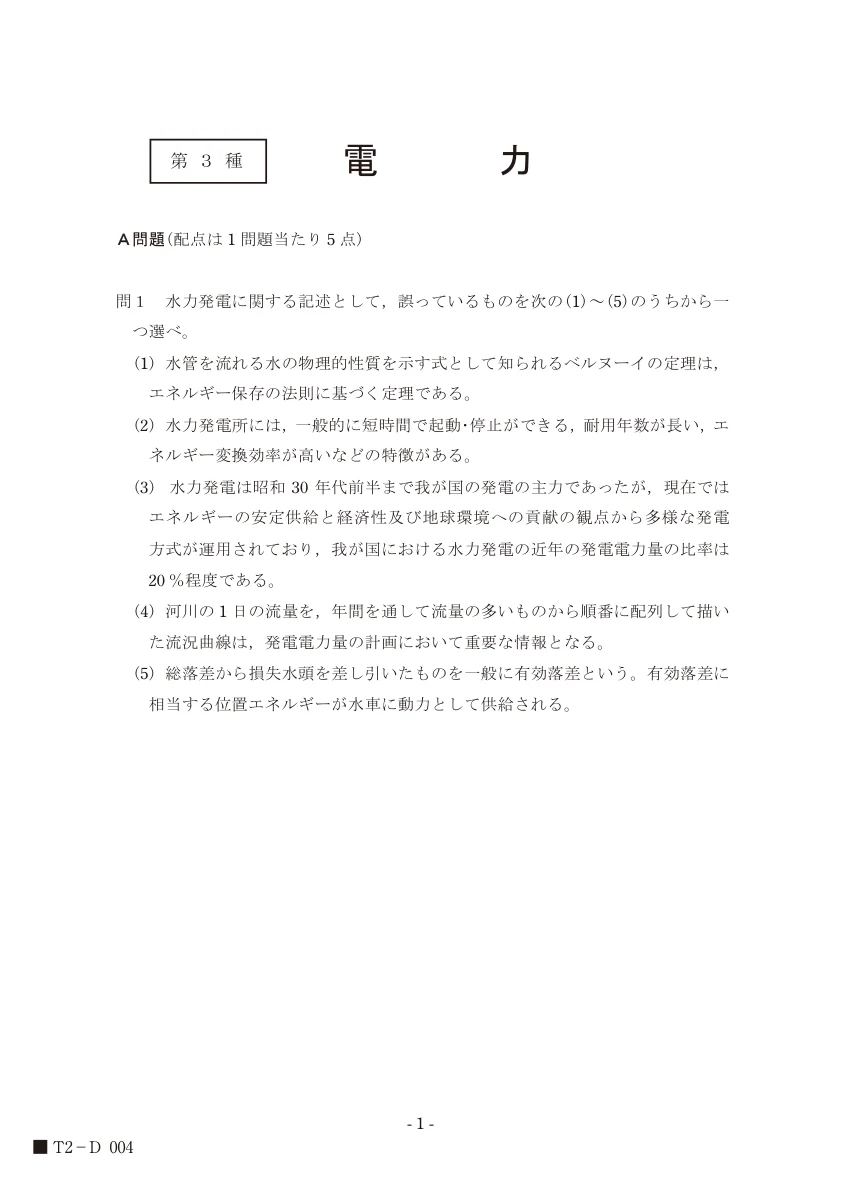 第 3 種
電 力
A問題(配点は1問題当たり5点)
問1 水力発電に関する記述として，誤っているものを次の(1)～(5)のうちから一
つ選べ。
(1) 水管を流れる水の物理的性質を示す式として知られるベルヌーイの定理は，
エネルギー保存の法則に基づく定理である。
(2) 水力発電所には，一般的に短時間で起動・停止ができる，耐用年数が長い，エ
ネルギー変換効率が高いなどの特徴がある。
(3) 水力発電は昭和 30 年代前半まで我が国の発電の主力であったが，現在では
エネルギーの安定供給と経済性及び地球環境への貢献の観点から多様な発電
方式が運用されており，我が国における水力発電の近年の発電電力量の比率は
20 %程度である。
(4) 河川の1日の流量を，年間を通して流量の多いものから順番に配列して描い
た流況曲線は，発電電力量の計画において重要な情報となる。
(5) 総落差から損失水頭を差し引いたものを一般に有効落差という。有効落差に
相当する位置エネルギーが水車に動力として供給される。
- 1 -
■ T2－D 004